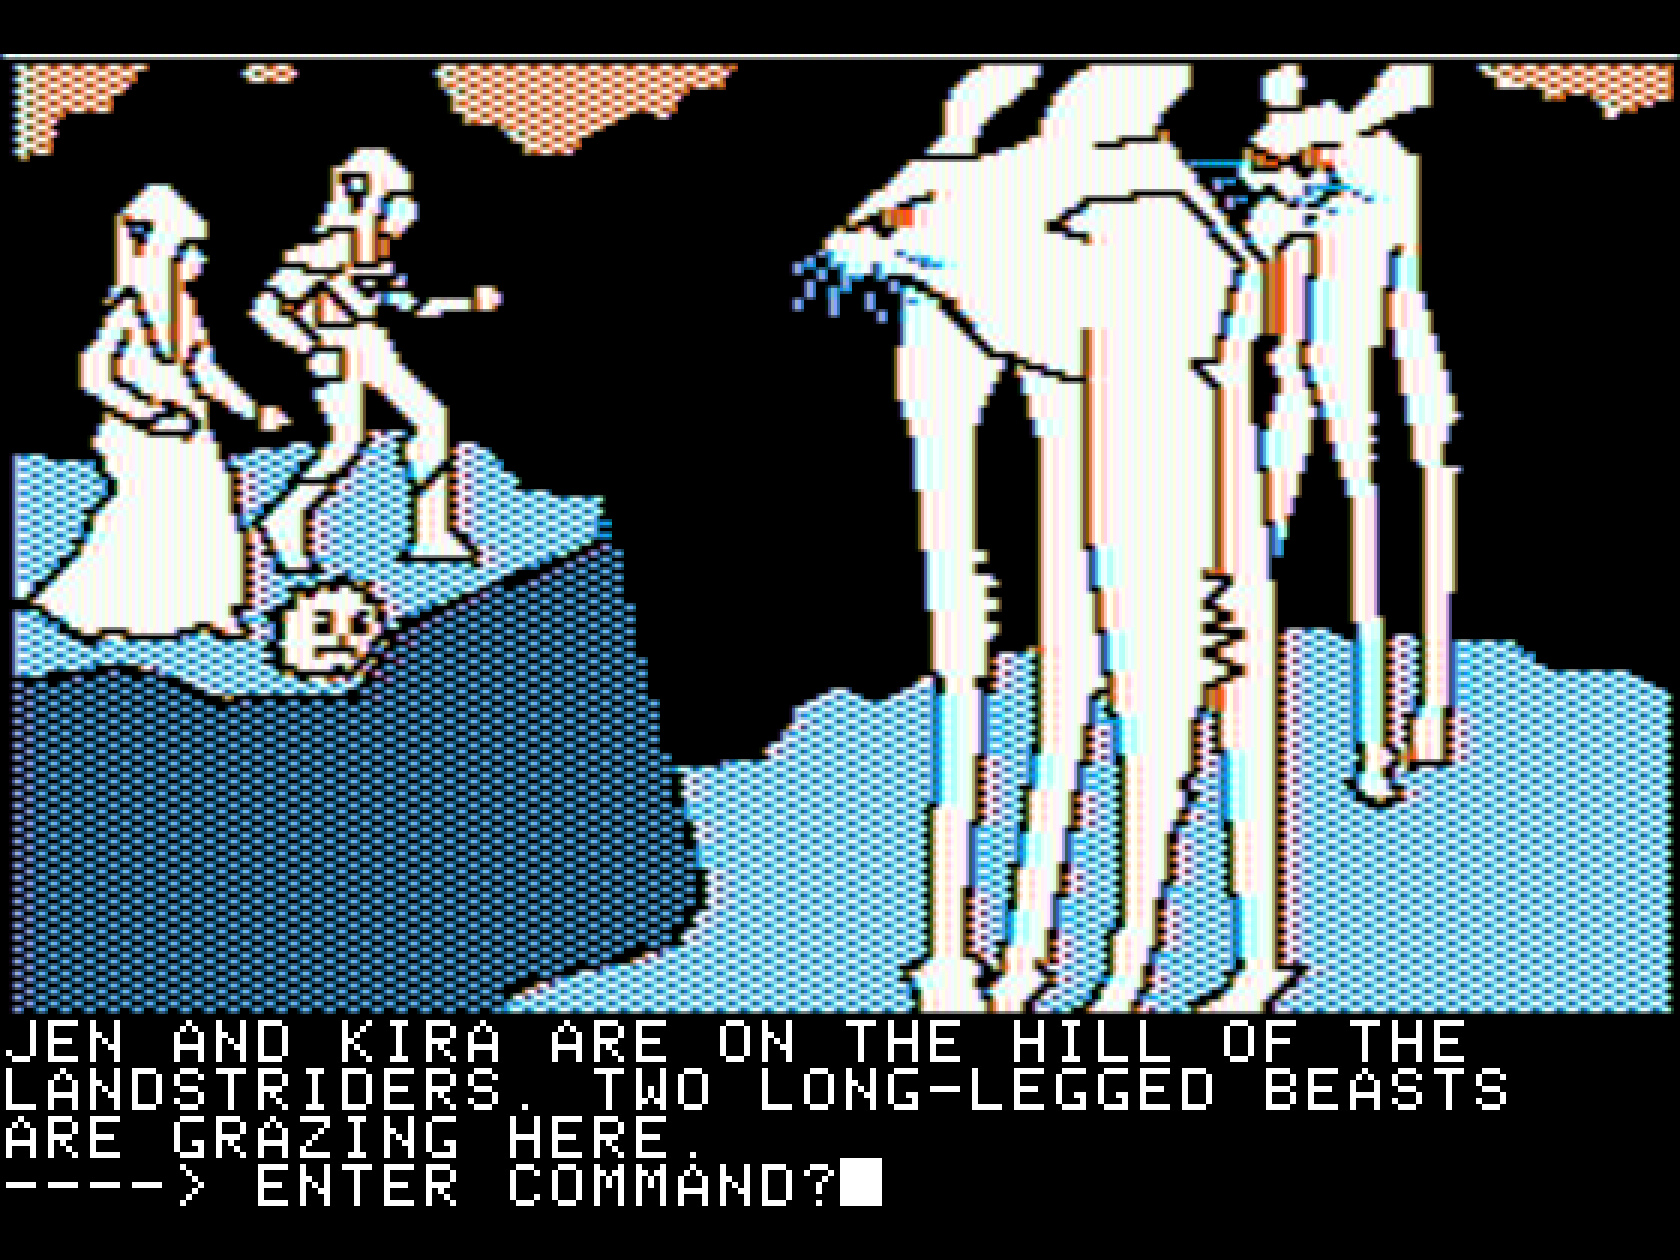 JEN AND KIRA ARE ON THE HILL OF THE
LANDSTRIDERS. TWO LONG-LEGGED BEASTS
ARE GRAZING HERE.
----> ENTER COMMAND?